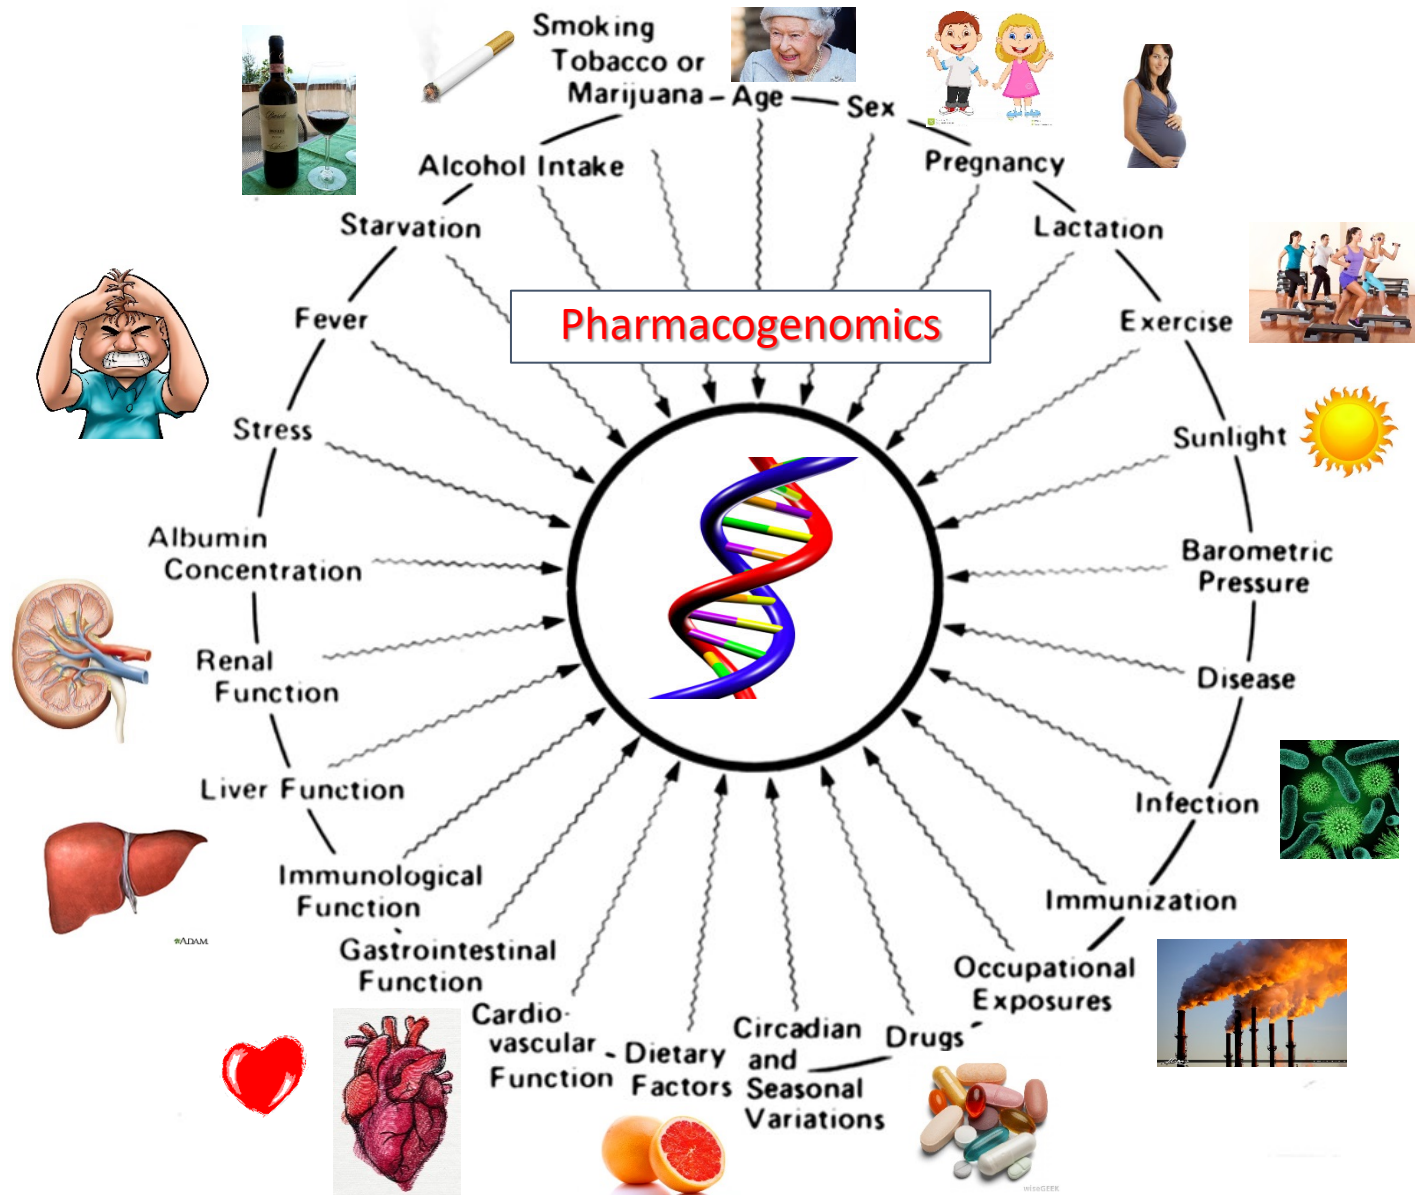 Smoking
Tobacco or
Marijuana
Age
Sex
Pregnancy
Lactation
Exercise
Sunlight
Barometric
Pressure
Disease
Infection
Immunization
Occupational
Exposures
Drugs
Circadian
and
Seasonal
Variations
Dietary
Factors
Cardio-
vascular
Function
Gastrointestinal
Function
Immunological
Function
Liver Function
Renal
Function
Albumin
Concentration
Stress
Fever
Starvation
Alcohol Intake
Pharmacogenomics
ADAM